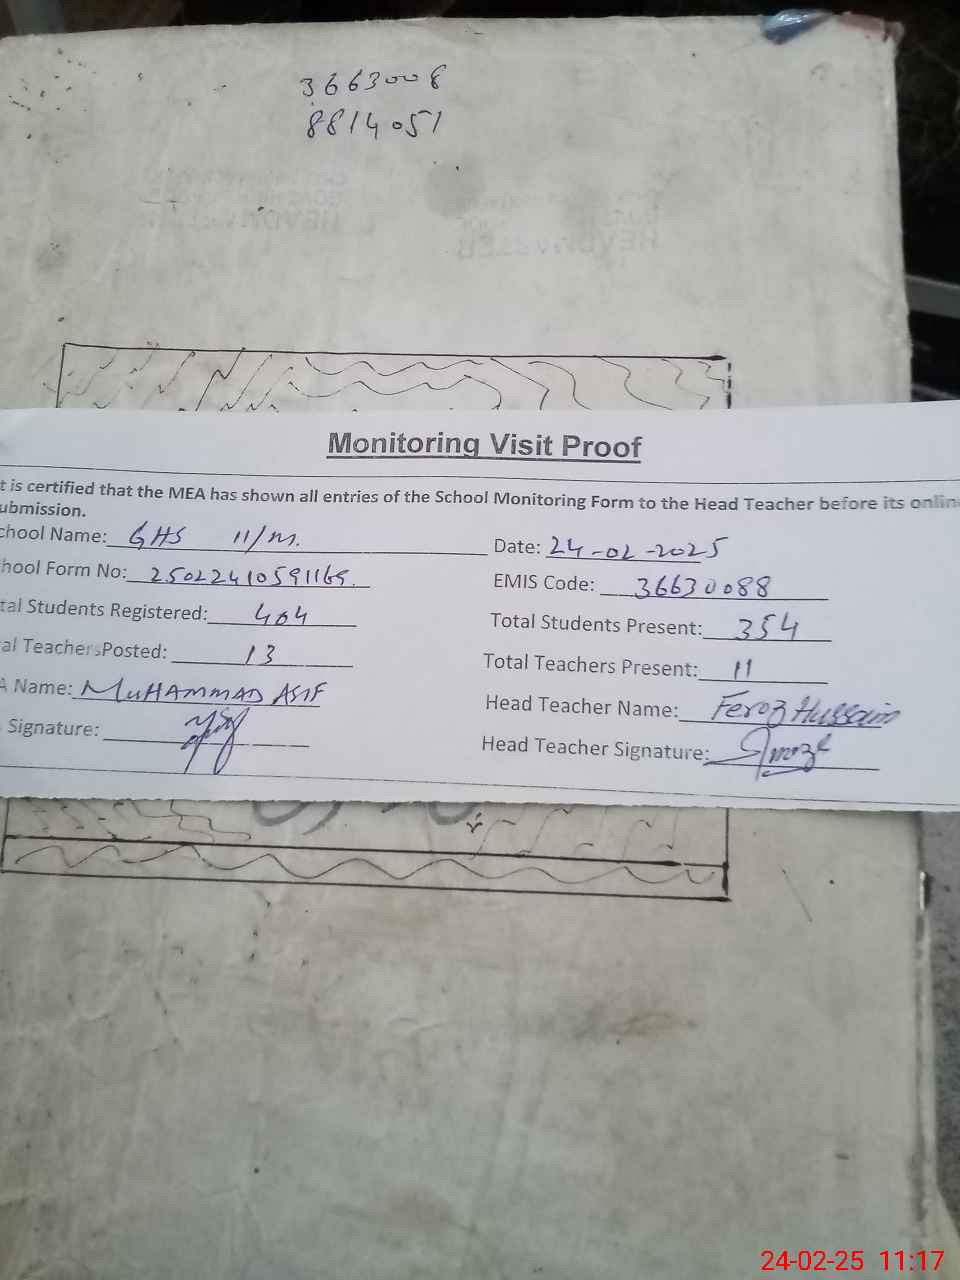 3663008
8814051
Monitoring Visit Proof
t is certified that the MEA has shown all entries of the School Monitoring Form to the Head Teacher before its onlin
ubmission.
chool Name: GHS 11/M. Date: 24-02-2025
hool Form No: 25022410591169. EMIS Code: 36630088
tal Students Registered: 404 Total Students Present: 354
al Teachers Posted: 13 Total Teachers Present: 11
A Name: MUHAMMAD ASIF Head Teacher Name: Feroz Hussain
Signature: Head Teacher Signature:
24-02-25 11:17